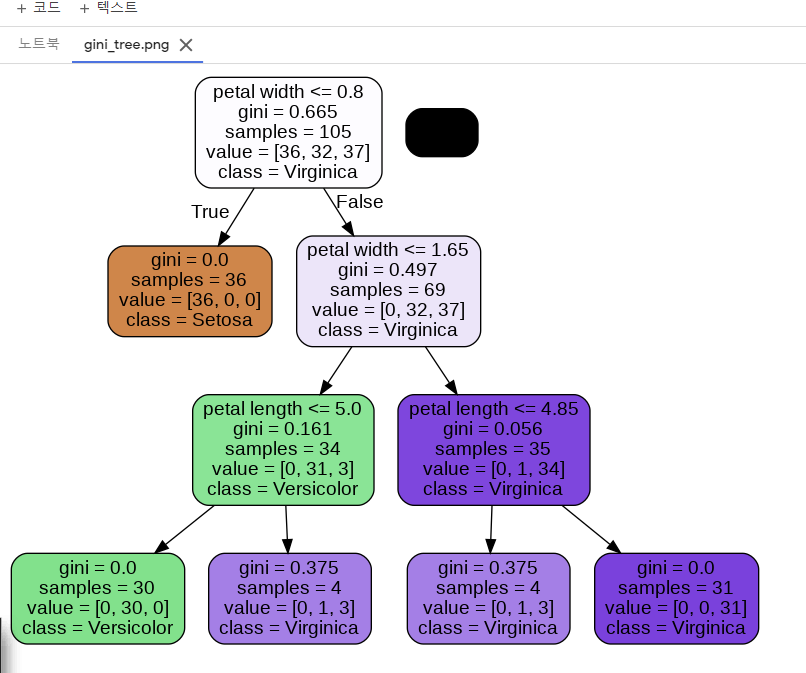 + 코드 + 텍스트
노트북 gini_tree.png
petal width <= 0.8
gini = 0.665
samples = 105
value = [36, 32, 37]
class = Virginica
True
False
gini = 0.0
samples = 36
value = [36, 0, 0]
class = Setosa
petal width <= 1.65
gini = 0.497
samples = 69
value = [0, 32, 37]
class = Virginica
petal length <= 5.0
gini = 0.161
samples = 34
value = [0, 31, 3]
class = Versicolor
petal length <= 4.85
gini = 0.056
samples = 35
value = [0, 1, 34]
class = Virginica
gini = 0.0
samples = 30
value = [0, 30, 0]
class = Versicolor
gini = 0.375
samples = 4
value = [0, 1, 3]
class = Virginica
gini = 0.375
samples = 4
value = [0, 1, 3]
class = Virginica
gini = 0.0
samples = 31
value = [0, 0, 31]
class = Virginica